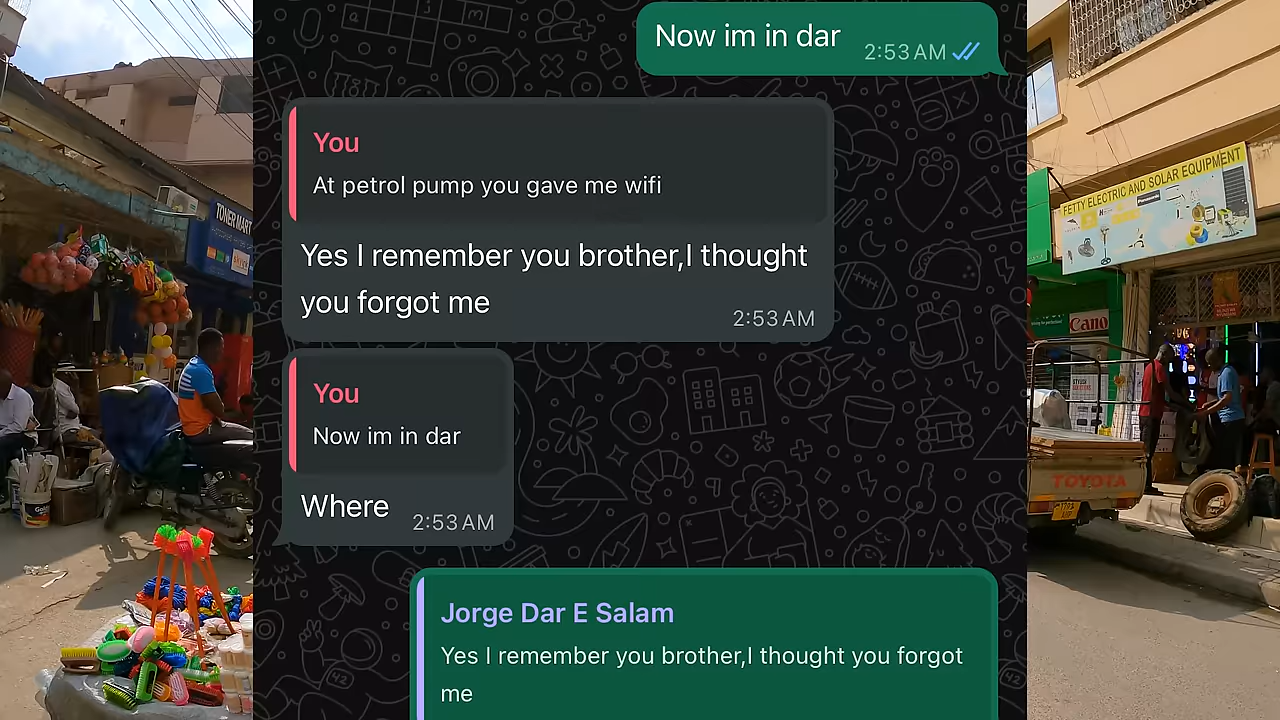 Now im in dar
2:53 AM
You
At petrol pump you gave me wifi
Yes I remember you brother,I thought
you forgot me
2:53 AM
You
Now im in dar
Where
2:53 AM
Jorge Dar E Salam
Yes I remember you brother,I thought you forgot
me
TONER MART
FETTY ELECTRIC AND SOLAR EQUIPMENT
Cano
TOYOTA